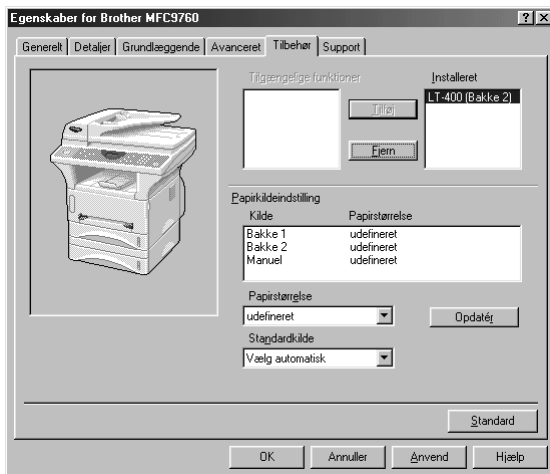 Egenskaber for Brother MFC9760
Generelt Detaljer Grundlæggende Avanceret Tilbehør Support
Tilgængelige funktioner
Installeret
Tilføj
LT-400 (Bakke 2)
Fjern
Papirkildeindstilling
Kilde Papirstørrelse
Bakke 1 udefineret
Bakke 2 udefineret
Manuel udefineret
Papirstørrelse
udefineret
Opdatér
Standardkilde
Vælg automatisk
Standard
OK Annuller Anvend Hjælp